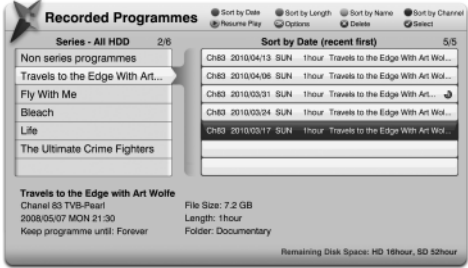 Recorded Programmes
Sort by Date Sort by Length Sort by Name Sort by Channel
Resume Play Options Delete Select
Series - All HDD 2/6
Sort by Date (recent first) 5/5
Non series programmes
Travels to the Edge With Art...
Fly With Me
Bleach
Life
The Ultimate Crime Fighters
Ch83 2010/04/13 SUN 1hour Travels to the Edge With Art Wol...
Ch83 2010/04/06 SUN 1hour Travels to the Edge With Art Wol...
Ch83 2010/03/31 SUN 1hour Travels to the Edge With Art...
Ch83 2010/03/24 SUN 1hour Travels to the Edge With Art Wol...
Ch83 2010/03/17 SUN 1hour Travels to the Edge With Art Wol...
Travels to the Edge with Art Wolfe
Chanel 83 TVB-Pearl File Size: 7.2 GB
2008/05/07 MON 21:30 Length: 1hour
Keep programme until: Forever Folder: Documentary
Remaining Disk Space: HD 16hour, SD 52hour